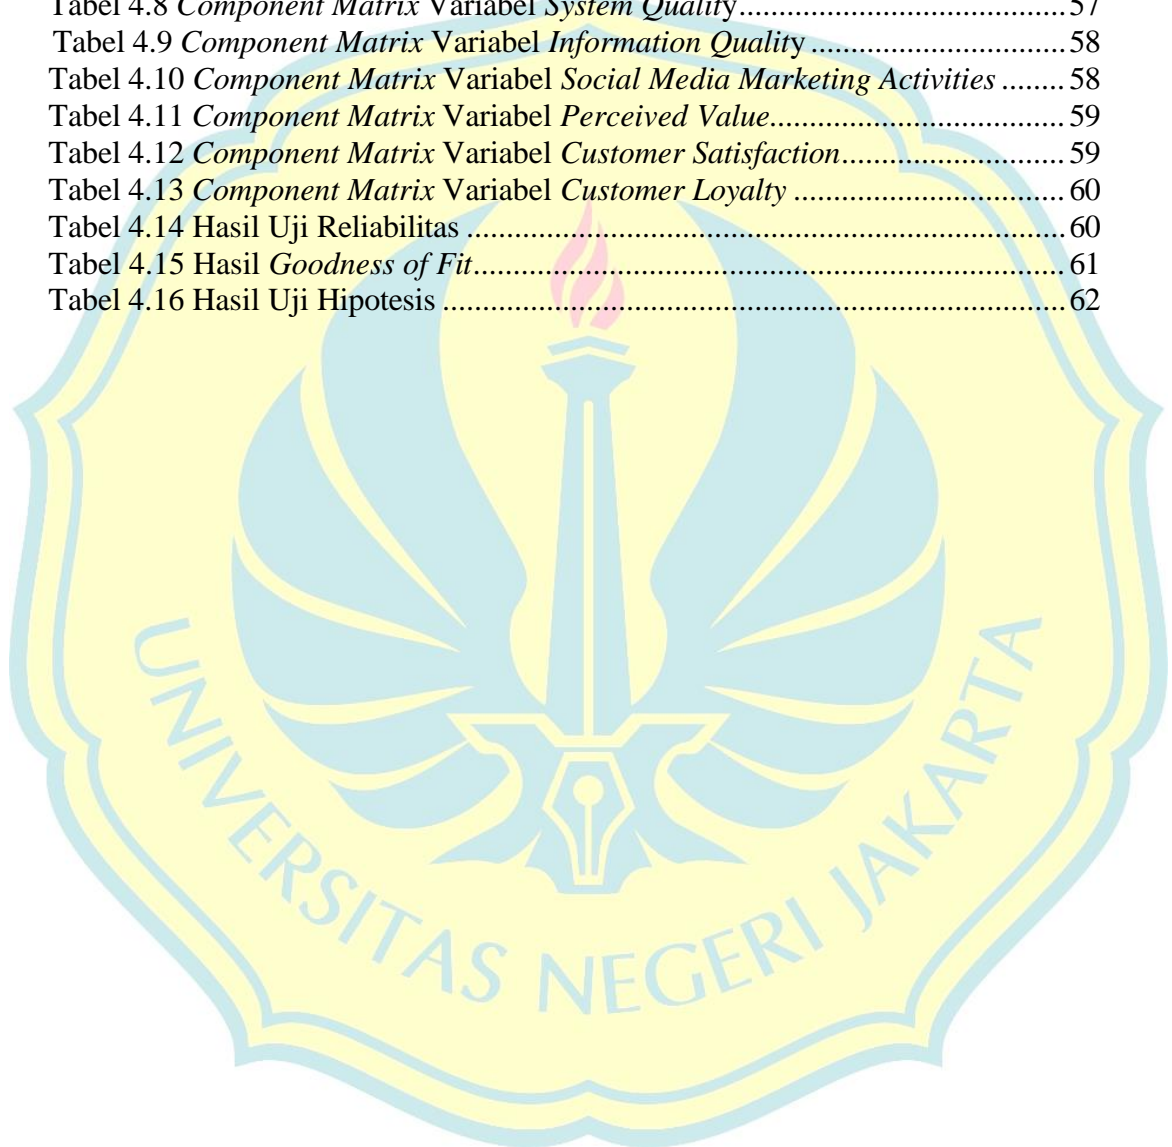 Tabel 4.8 Component Matrix Variabel System Quality.........................................57
Tabel 4.9 Component Matrix Variabel Information Quality ................................58
Tabel 4.10 Component Matrix Variabel Social Media Marketing Activities ........58
Tabel 4.11 Component Matrix Variabel Perceived Value.....................................59
Tabel 4.12 Component Matrix Variabel Customer Satisfaction............................59
Tabel 4.13 Component Matrix Variabel Customer Loyalty ..................................60
Tabel 4.14 Hasil Uji Reliabilitas ...........................................................................60
Tabel 4.15 Hasil Goodness of Fit..........................................................................61
Tabel 4.16 Hasil Uji Hipotesis ..............................................................................62
UNIVERSITAS NEGERI JAKARTA